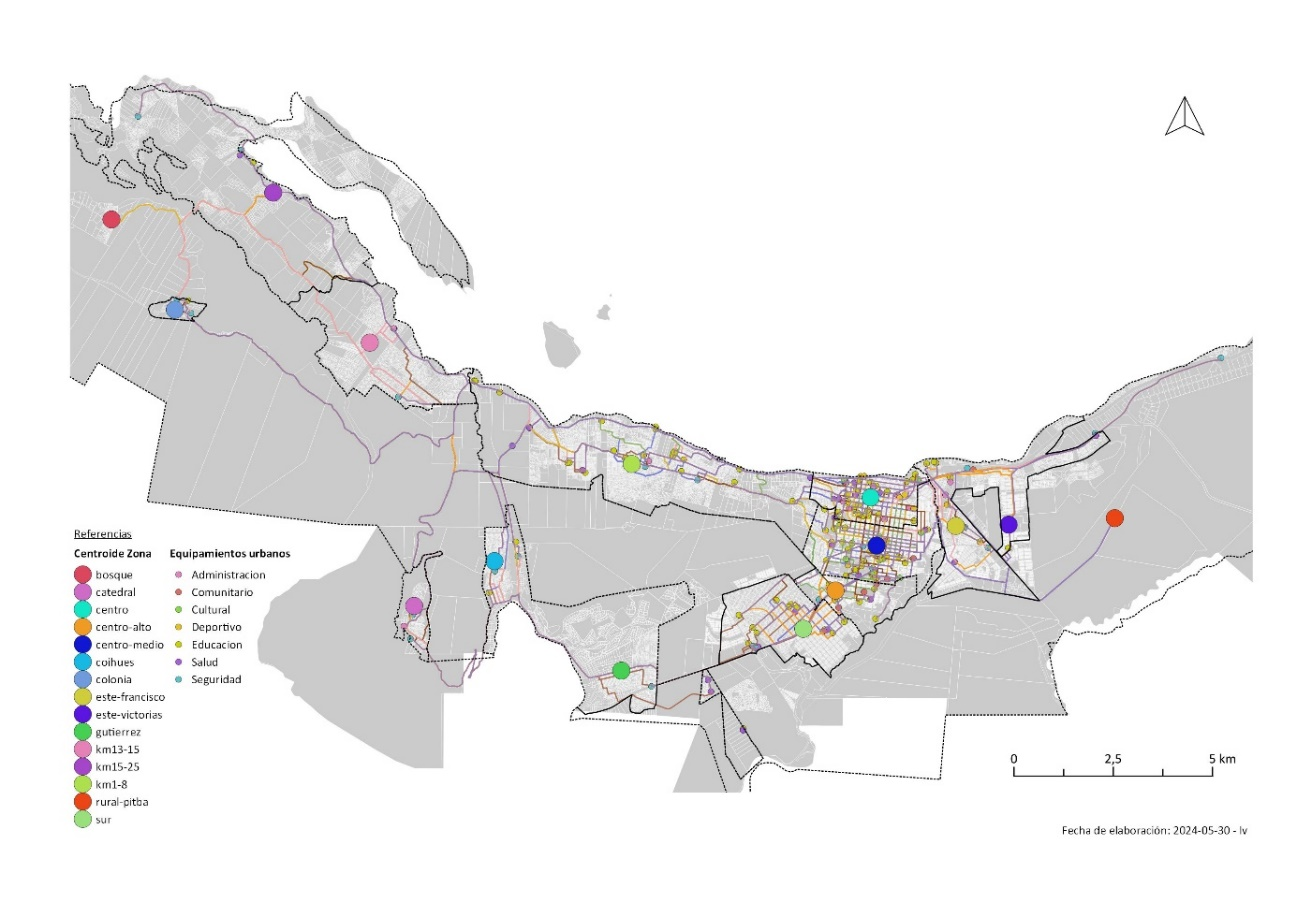 Referencias
Centroide Zona
bosque
catedral
centro
centro-alto
centro-medio
coihues
colonia
este-francisco
este-victorias
gutierrez
km13-15
km15-25
km1-8
rural-pitba
sur
Equipamientos urbanos
Administracion
Comunitario
Cultural
Deportivo
Educacion
Salud
Seguridad
0 2,5 5 km
Fecha de elaboración: 2024-05-30 - lv